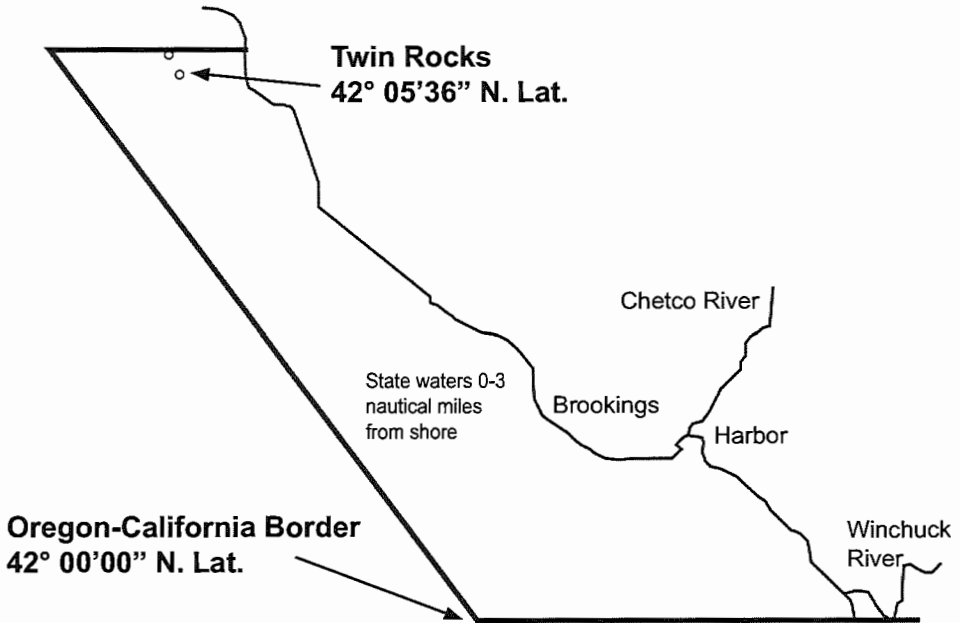 Twin Rocks
42° 05'36” N. Lat.
Chetco River
State waters 0-3
nautical miles
from shore
Brookings
Harbor
Oregon-California Border
42° 00'00” N. Lat.
Winchuck
River